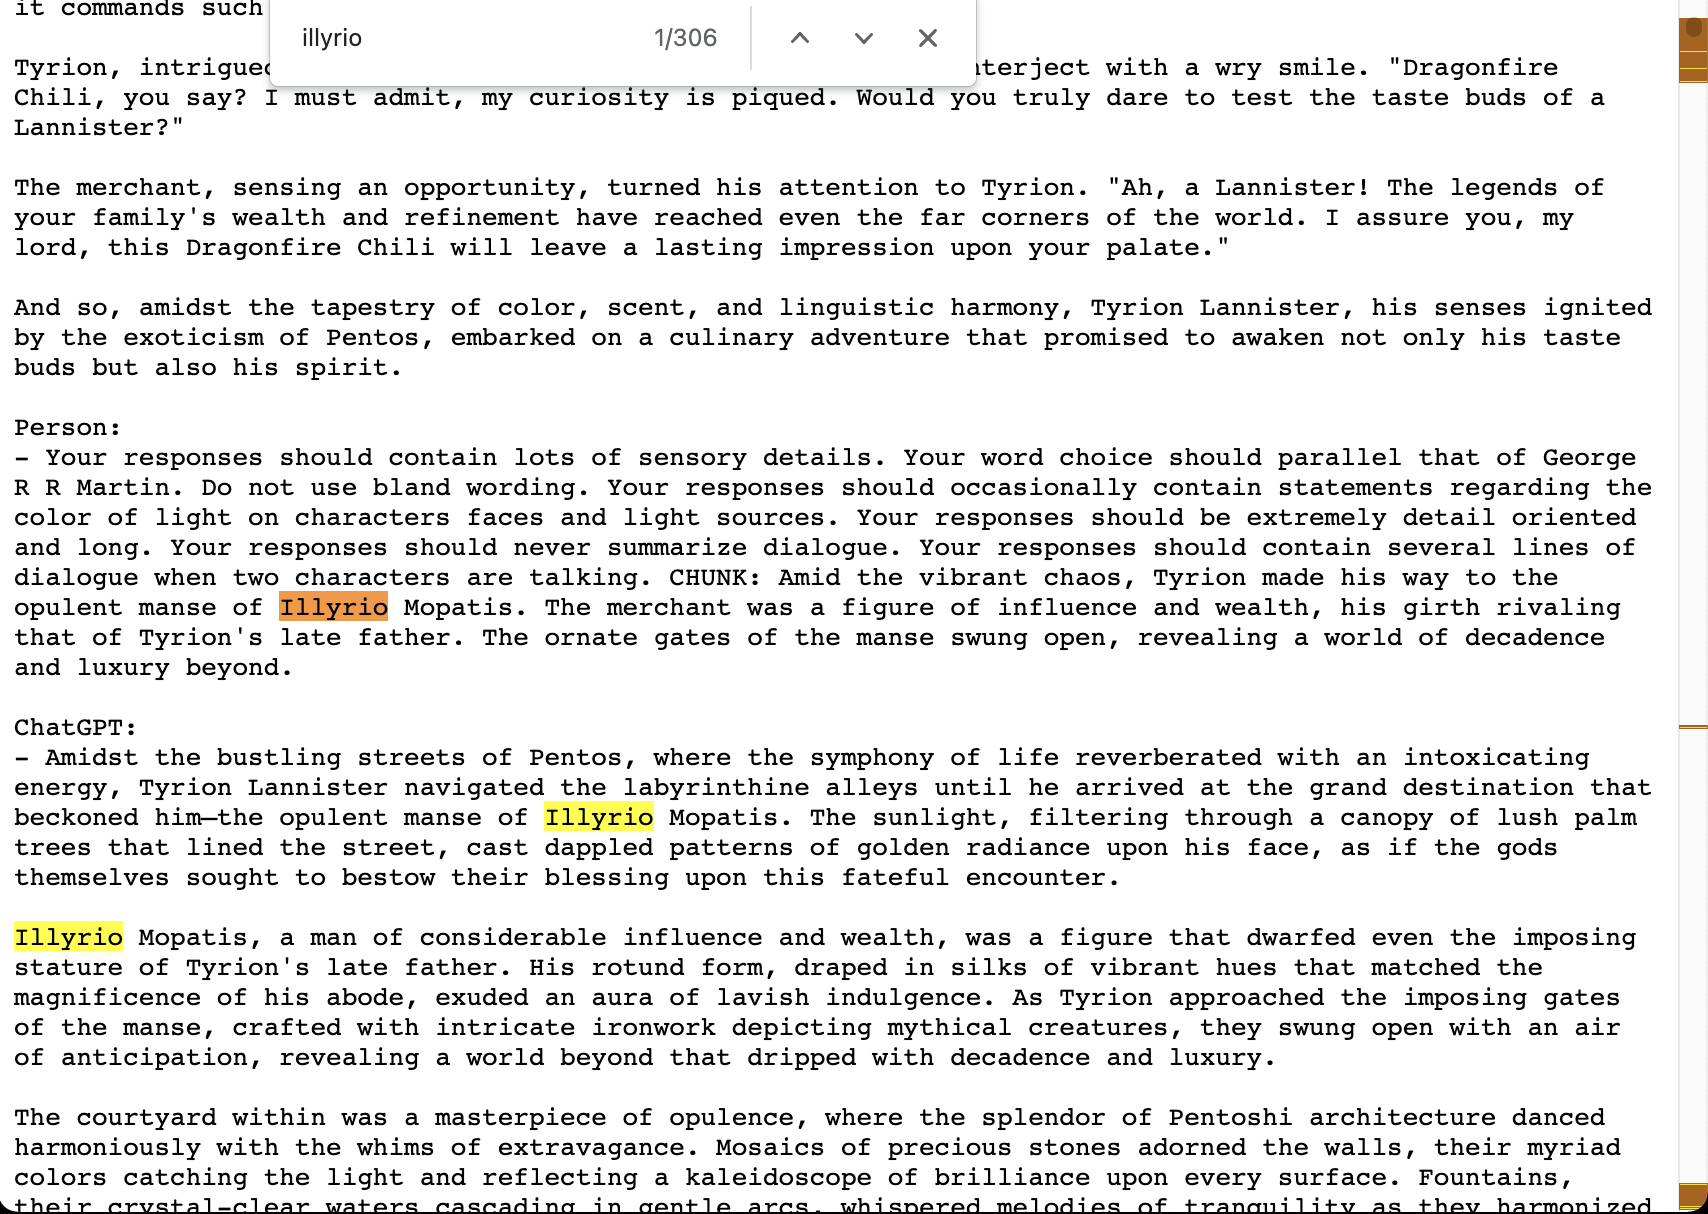 it commands such
illyrio 1/306
Tyrion, intrigued terject with a wry smile. "Dragonfire
Chili, you say? I must admit, my curiosity is piqued. Would you truly dare to test the taste buds of a
Lannister?"
The merchant, sensing an opportunity, turned his attention to Tyrion. "Ah, a Lannister! The legends of
your family's wealth and refinement have reached even the far corners of the world. I assure you, my
lord, this Dragonfire Chili will leave a lasting impression upon your palate."
And so, amidst the tapestry of color, scent, and linguistic harmony, Tyrion Lannister, his senses ignited
by the exoticism of Pentos, embarked on a culinary adventure that promised to awaken not only his taste
buds but also his spirit.
Person:
– Your responses should contain lots of sensory details. Your word choice should parallel that of George
R R Martin. Do not use bland wording. Your responses should occasionally contain statements regarding the
color of light on characters faces and light sources. Your responses should be extremely detail oriented
and long. Your responses should never summarize dialogue. Your responses should contain several lines of
dialogue when two characters are talking. CHUNK: Amid the vibrant chaos, Tyrion made his way to the
opulent manse of Illyrio Mopatis. The merchant was a figure of influence and wealth, his girth rivaling
that of Tyrion's late father. The ornate gates of the manse swung open, revealing a world of decadence
and luxury beyond.
ChatGPT:
– Amidst the bustling streets of Pentos, where the symphony of life reverberated with an intoxicating
energy, Tyrion Lannister navigated the labyrinthine alleys until he arrived at the grand destination that
beckoned him—the opulent manse of Illyrio Mopatis. The sunlight, filtering through a canopy of lush palm
trees that lined the street, cast dappled patterns of golden radiance upon his face, as if the gods
themselves sought to bestow their blessing upon this fateful encounter.
Illyrio Mopatis, a man of considerable influence and wealth, was a figure that dwarfed even the imposing
stature of Tyrion's late father. His rotund form, draped in silks of vibrant hues that matched the
magnificence of his abode, exuded an aura of lavish indulgence. As Tyrion approached the imposing gates
of the manse, crafted with intricate ironwork depicting mythical creatures, they swung open with an air
of anticipation, revealing a world beyond that dripped with decadence and luxury.
The courtyard within was a masterpiece of opulence, where the splendor of Pentoshi architecture danced
harmoniously with the whims of extravagance. Mosaics of precious stones adorned the walls, their myriad
colors catching the light and reflecting a kaleidoscope of brilliance upon every surface. Fountains,
their crystal-clear waters cascading in gentle arcs, whispered melodies of tranquility as they harmonized